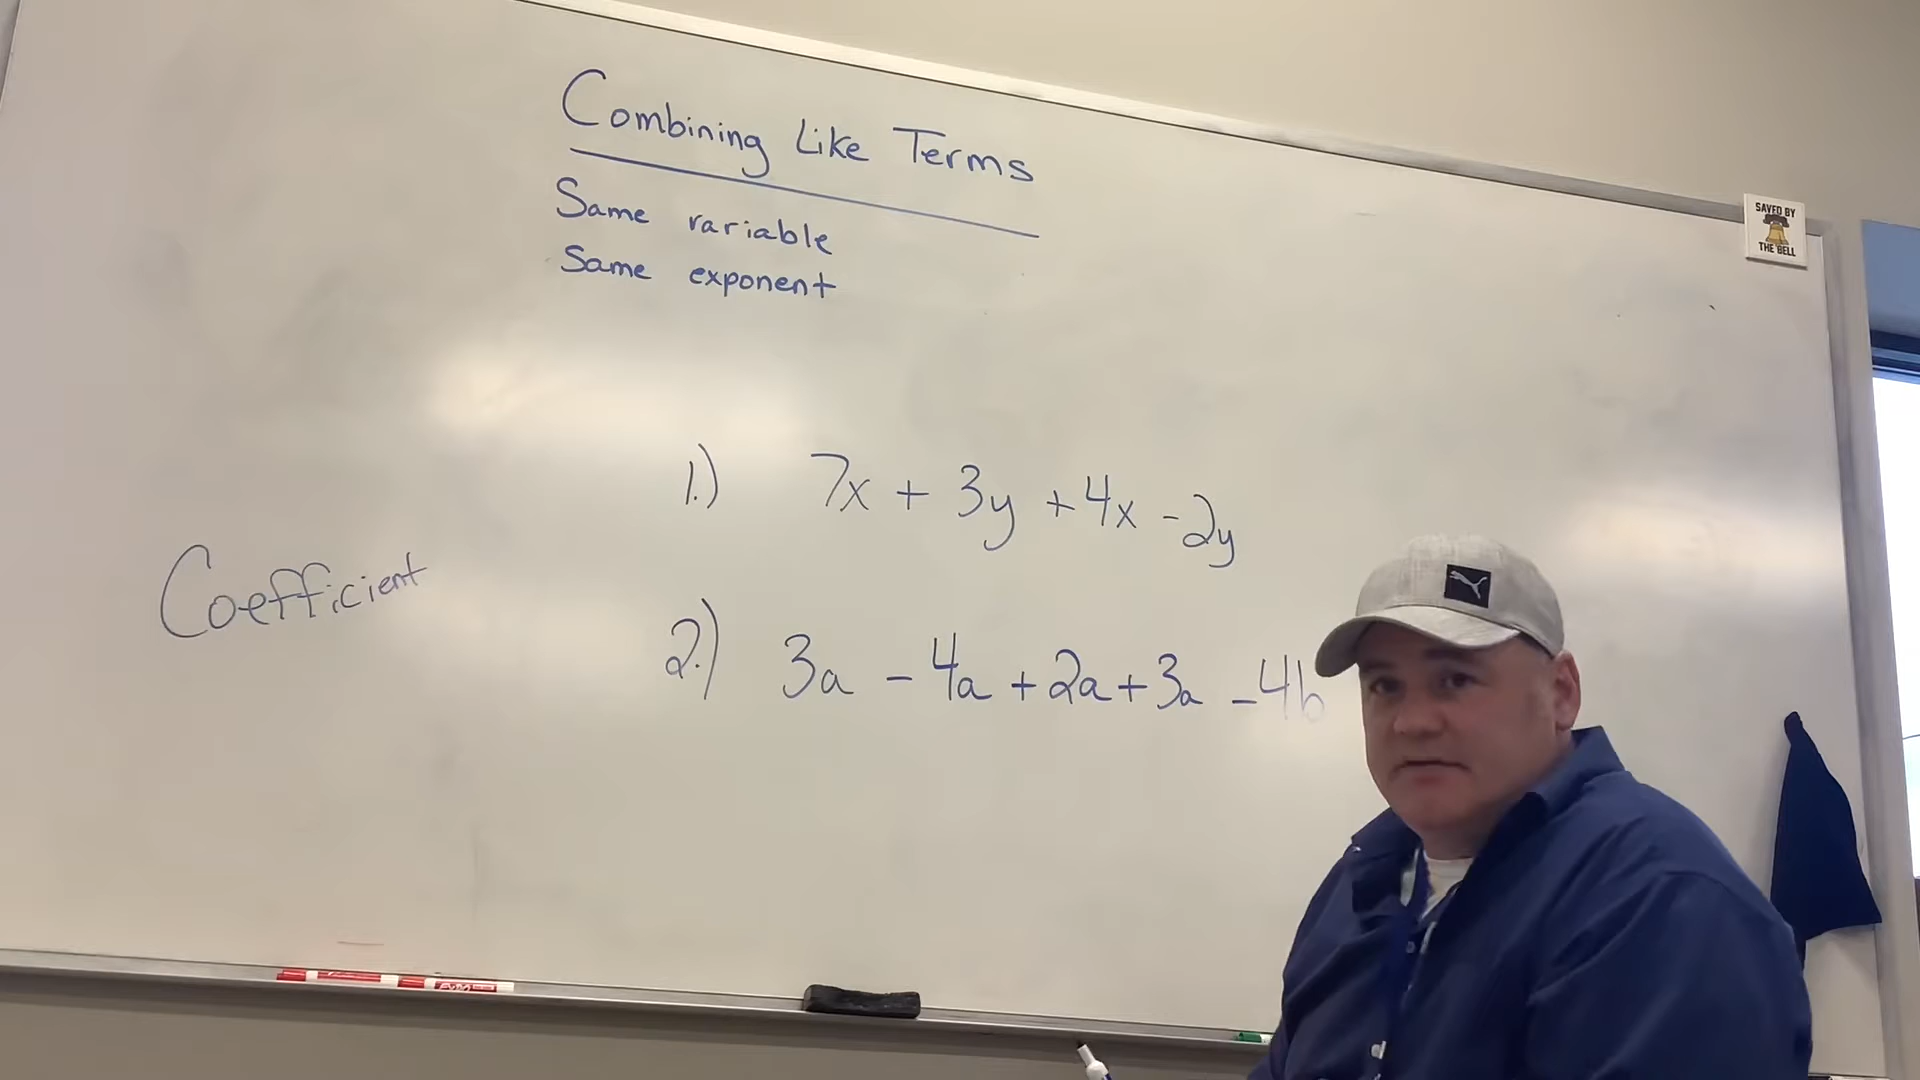 Combining Like Terms
Same variable
Same exponent
SAVED BY
THE BELL
1.) 7x + 3y + 4x - 2y
Coefficient
2.) 3a - 4a + 2a + 3a - 4b
EXPO